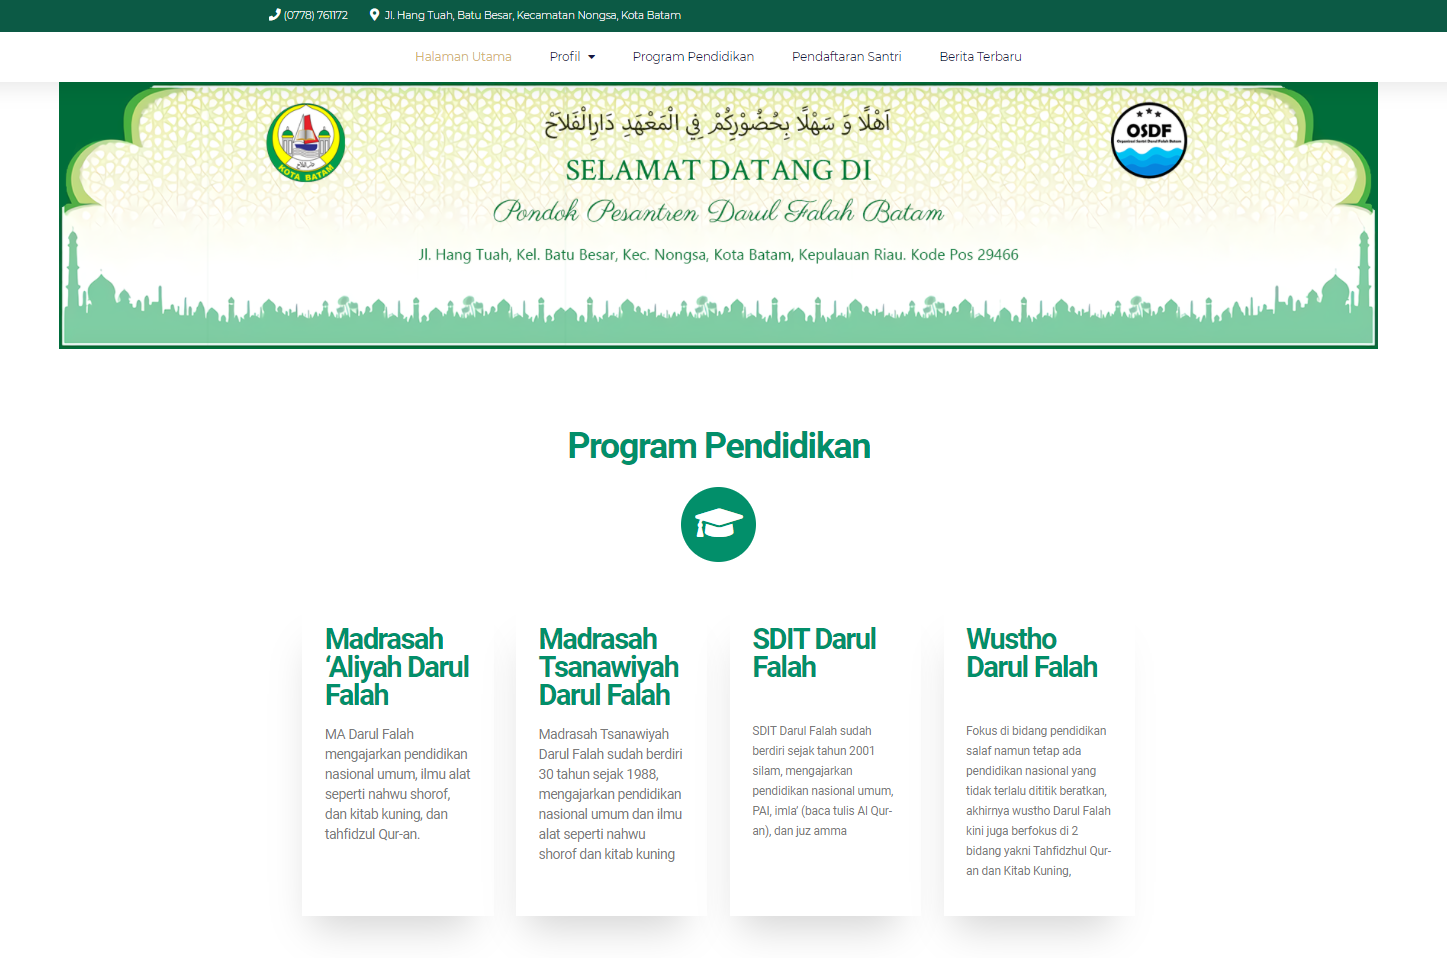 (0778) 761172
Jl. Hang Tuah, Batu Besar, Kecamatan Nongsa, Kota Batam
Halaman Utama
Profil
Program Pendidikan
Pendaftaran Santri
Berita Terbaru
اَهْلًا وَ سَهْلًا بِحُضُوْرِكُمْ فِي الْمَعْهَدِ دَارِالْفَلَاحْ
SELAMAT DATANG DI
Pondok Pesantren Darul Falah Batam
Jl. Hang Tuah, Kel. Batu Besar, Kec. Nongsa, Kota Batam, Kepulauan Riau. Kode Pos 29466
KOTA BATAM
OSDF
Organisasi Santri Darul Falah Batam
Program Pendidikan
Madrasah
‘Aliyah Darul
Falah
MA Darul Falah
mengajarkan pendidikan
nasional umum, ilmu alat
seperti nahwu shorof,
dan kitab kuning, dan
tahfidzul Qur-an.
Madrasah
Tsanawiyah
Darul Falah
Madrasah Tsanawiyah
Darul Falah sudah berdiri
30 tahun sejak 1988,
mengajarkan pendidikan
nasional umum dan ilmu
alat seperti nahwu
shorof dan kitab kuning
SDIT Darul
Falah
SDIT Darul Falah sudah
berdiri sejak tahun 2001
silam, mengajarkan
pendidikan nasional umum,
PAI, imla’ (baca tulis Al Qur-
an), dan juz amma
Wustho
Darul Falah
Fokus di bidang pendidikan
salaf namun tetap ada
pendidikan nasional yang
tidak terlalu dititik beratkan,
akhirnya wustho Darul Falah
kini juga berfokus di 2
bidang yakni Tahfidzhul Qur-
an dan Kitab Kuning,